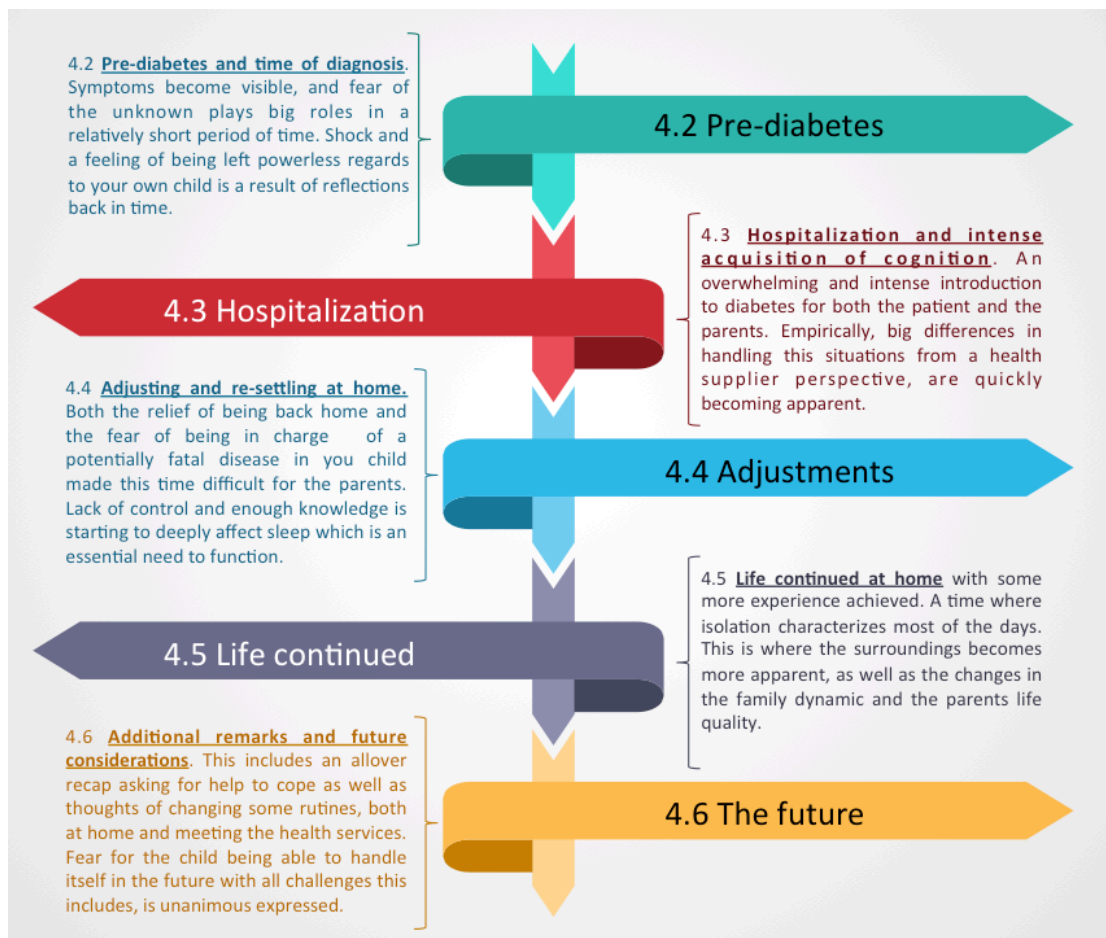 4.2 Pre-diabetes and time of diagnosis.
Symptoms become visible, and fear of
the unknown plays big roles in a
relatively short period of time. Shock and
a feeling of being left powerless regards
to your own child is a result of reflections
back in time.
4.2 Pre-diabetes
4.3 Hospitalization and intense
acquisition of cognition. An
overwhelming and intense introduction
to diabetes for both the patient and the
parents. Empirically, big differences in
handling this situations from a health
supplier perspective, are quickly
becoming apparent.
4.3 Hospitalization
4.4 Adjusting and re-settling at home.
Both the relief of being back home and
the fear of being in charge of a
potentially fatal disease in you child
made this time difficult for the parents.
Lack of control and enough knowledge is
starting to deeply affect sleep which is an
essential need to function.
4.4 Adjustments
4.5 Life continued at home with some
more experience achieved. A time where
isolation characterizes most of the days.
This is where the surroundings becomes
more apparent, as well as the changes in
the family dynamic and the parents life
quality.
4.5 Life continued
4.6 Additional remarks and future
considerations. This includes an allover
recap asking for help to cope as well as
thoughts of changing some rutines, both
at home and meeting the health services.
Fear for the child being able to handle
itself in the future with all challenges this
includes, is unanimous expressed.
4.6 The future